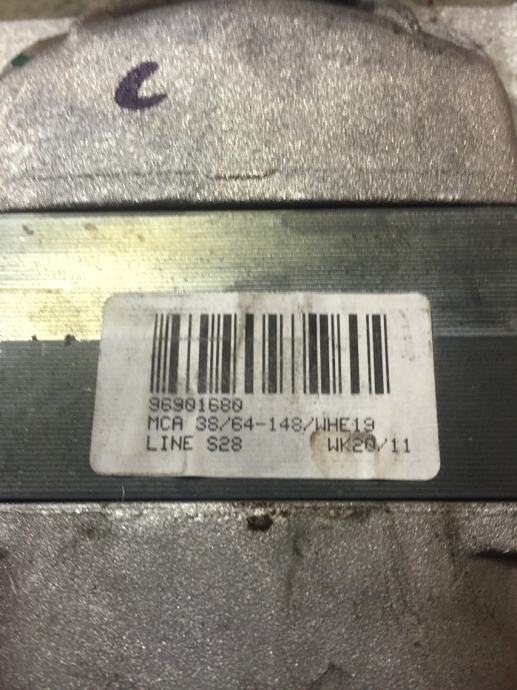 C
96901680
MCA 38/64-148/WHE19
LINE S28 WK20/11